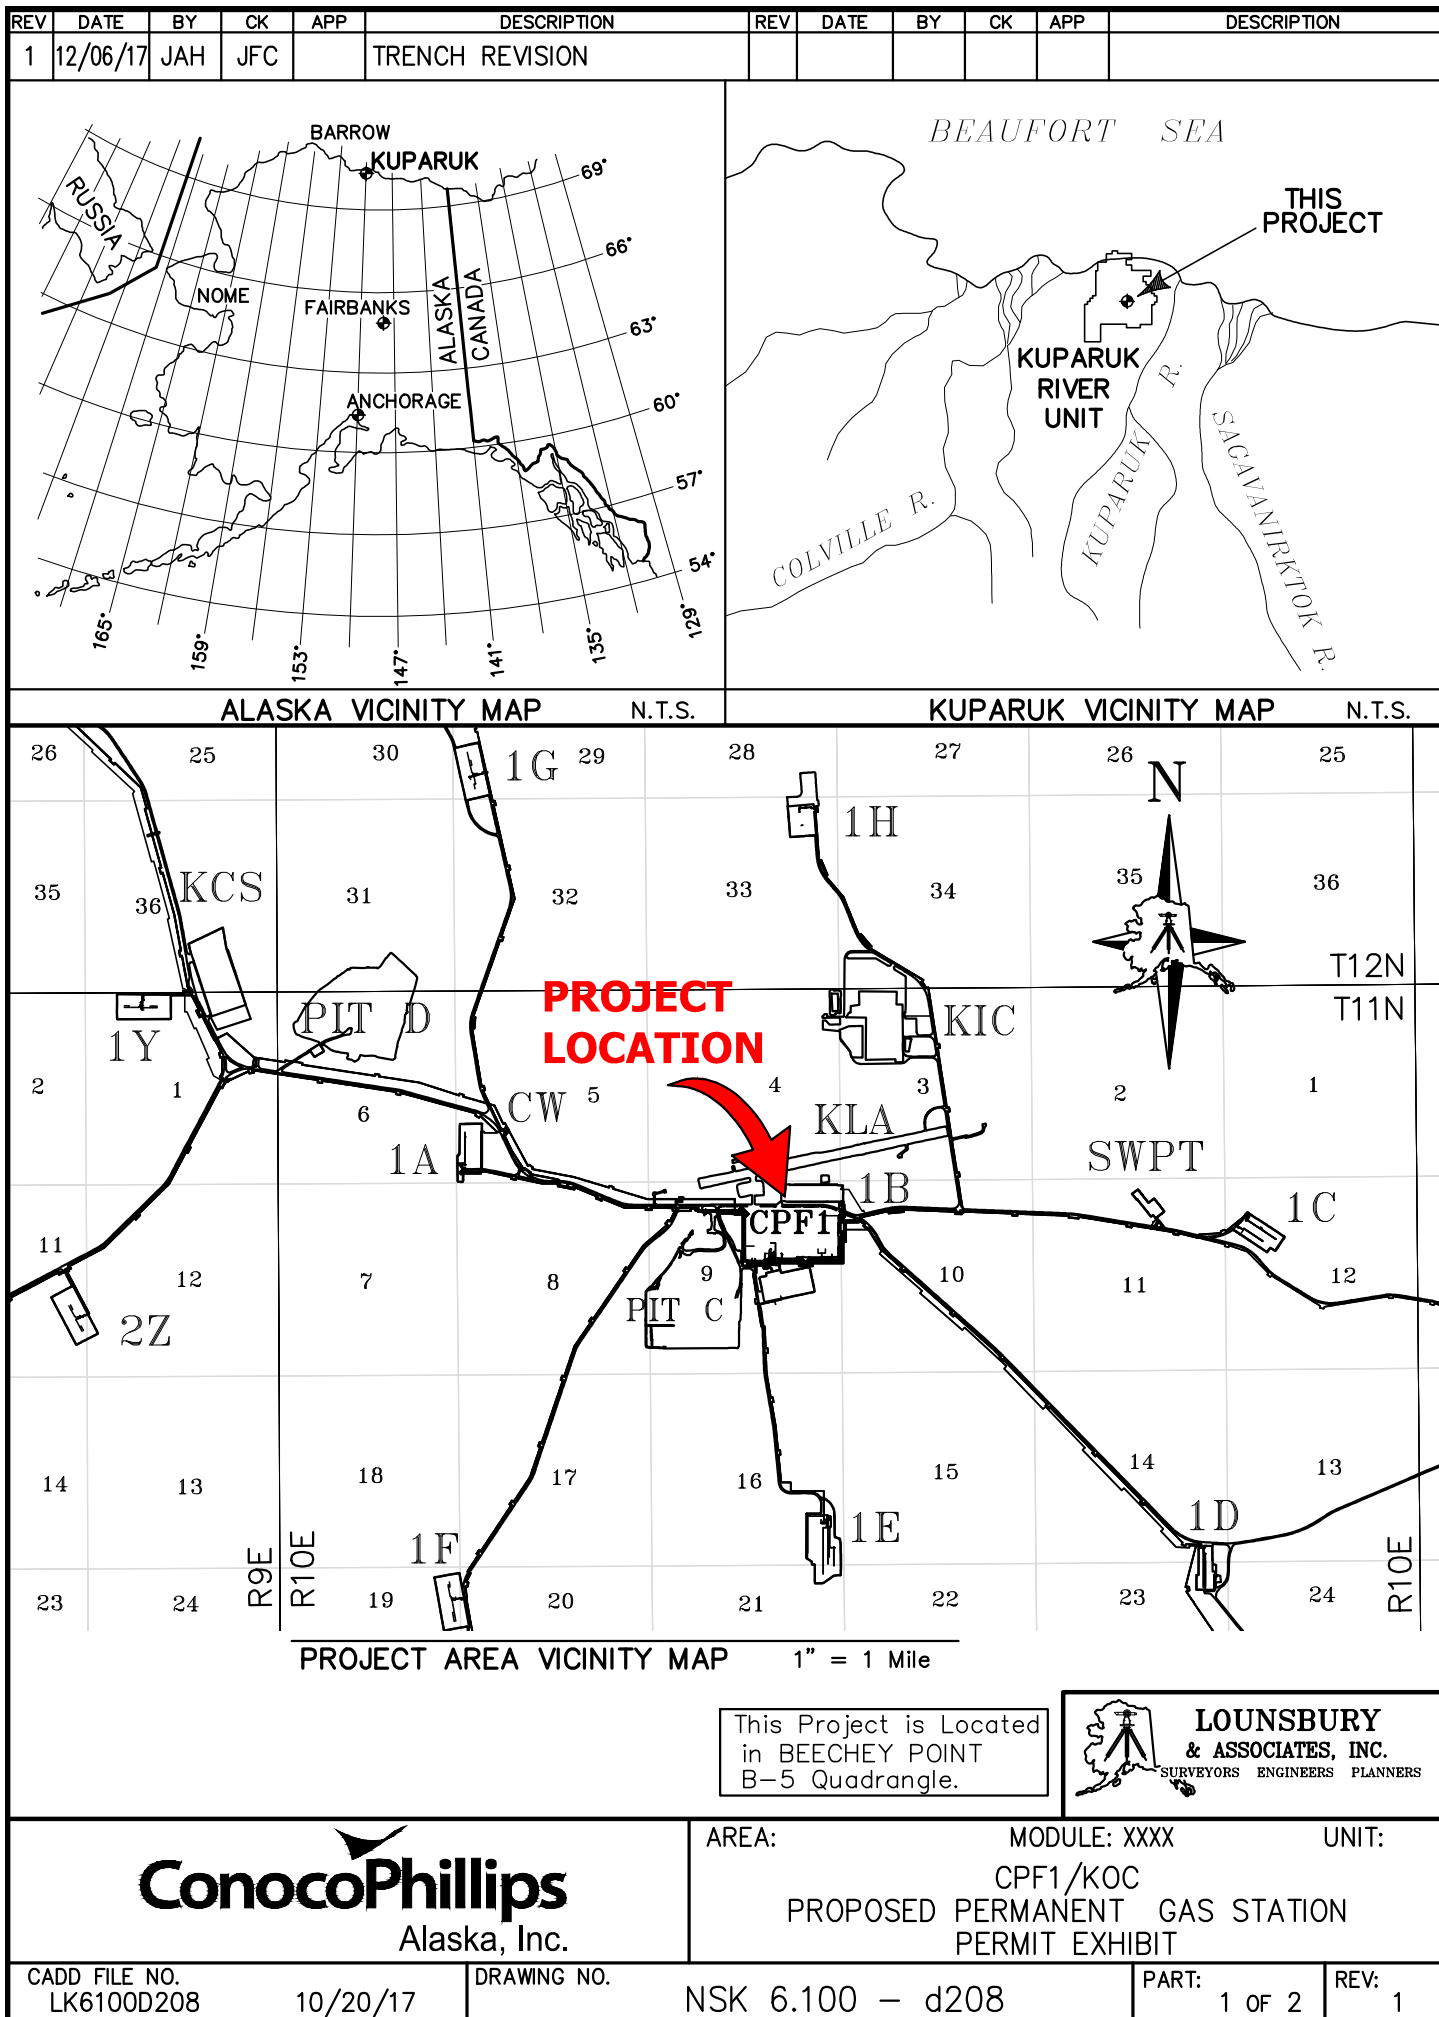 REV DATE BY CK APP DESCRIPTION REV DATE BY CK APP DESCRIPTION
1 12/06/17 JAH JFC TRENCH REVISION
BARROW
KUPARUK
RUSSIA
NOME
FAIRBANKS
ALASKA
CANADA
ANCHORAGE
69°
66°
63°
60°
57°
54°
165°
159°
153°
147°
141°
135°
129°
BEAUFORT SEA
THIS
PROJECT
KUPARUK
RIVER
UNIT
COLVILLE R.
KUPARUK R.
SAGAVANIRKTOK R.
ALASKA VICINITY MAP N.T.S.
KUPARUK VICINITY MAP N.T.S.
26 25 30 1G 29 28 27 26 25
N
1H
35 36 KCS 31 32 33 34 35 36
T12N
T11N
PROJECT
LOCATION
1Y PIT D KIC
2 1 6 CW 5 4 3 2 1
1A KLA SWPT
1B 1C
CPF1
11 12 7 8 9 10 11 12
2Z PIT C
14 13 18 17 16 15 14 13
1F 1E 1D
R9E R10E R10E
23 24 19 20 21 22 23 24
PROJECT AREA VICINITY MAP 1" = 1 Mile
This Project is Located
in BEECHEY POINT
B-5 Quadrangle.
LOUNSBURY
& ASSOCIATES, INC.
SURVEYORS ENGINEERS PLANNERS
ConocoPhillips
Alaska, Inc.
AREA: MODULE: XXXX UNIT:
CPF1/KOC
PROPOSED PERMANENT GAS STATION
PERMIT EXHIBIT
CADD FILE NO.
LK6100D208 10/20/17
DRAWING NO.
NSK 6.100 - d208
PART:
1 OF 2
REV:
1